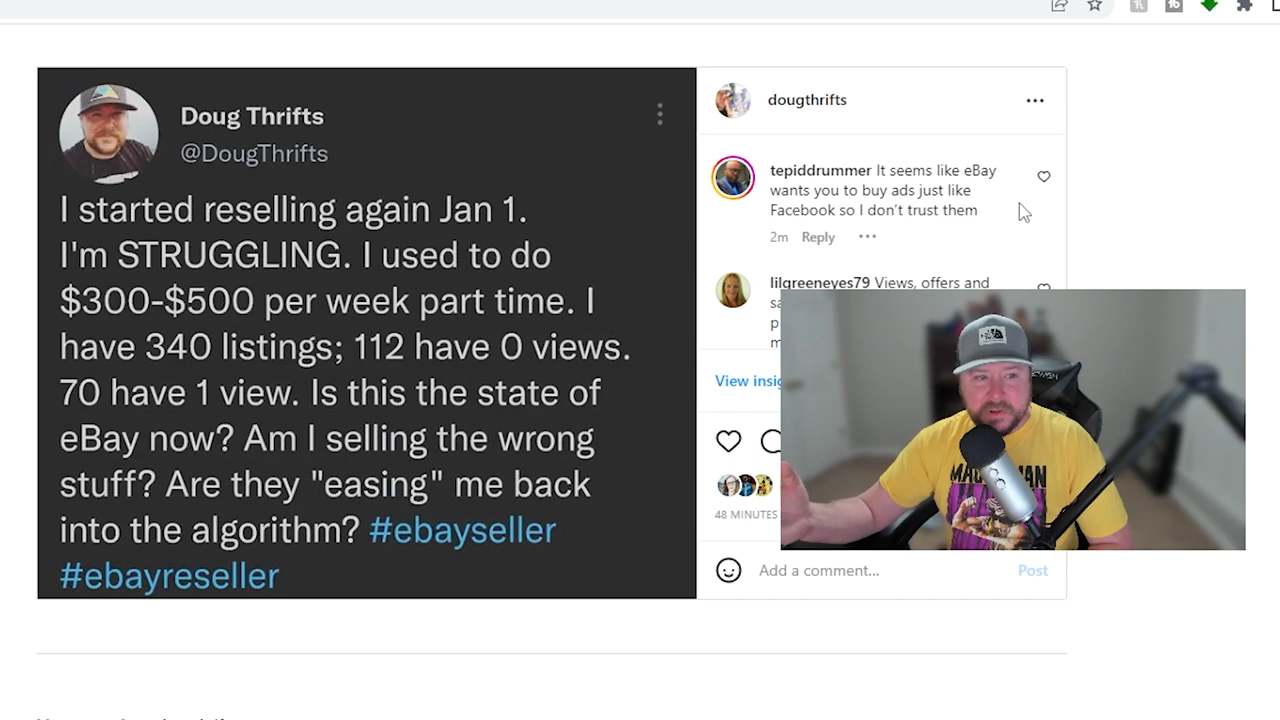 Doug Thrifts
@DougThrifts
I started reselling again Jan 1.
I'm STRUGGLING. I used to do
$300-$500 per week part time. I
have 340 listings; 112 have 0 views.
70 have 1 view. Is this the state of
eBay now? Am I selling the wrong
stuff? Are they "easing" me back
into the algorithm? #ebayseller
#ebayreseller
dougthrifts
tepiddrummer It seems like eBay
wants you to buy ads just like
Facebook so I don't trust them
2m Reply
lilgreeneyes79 Views, offers and
View
48 MINUTES
Add a comment... Post